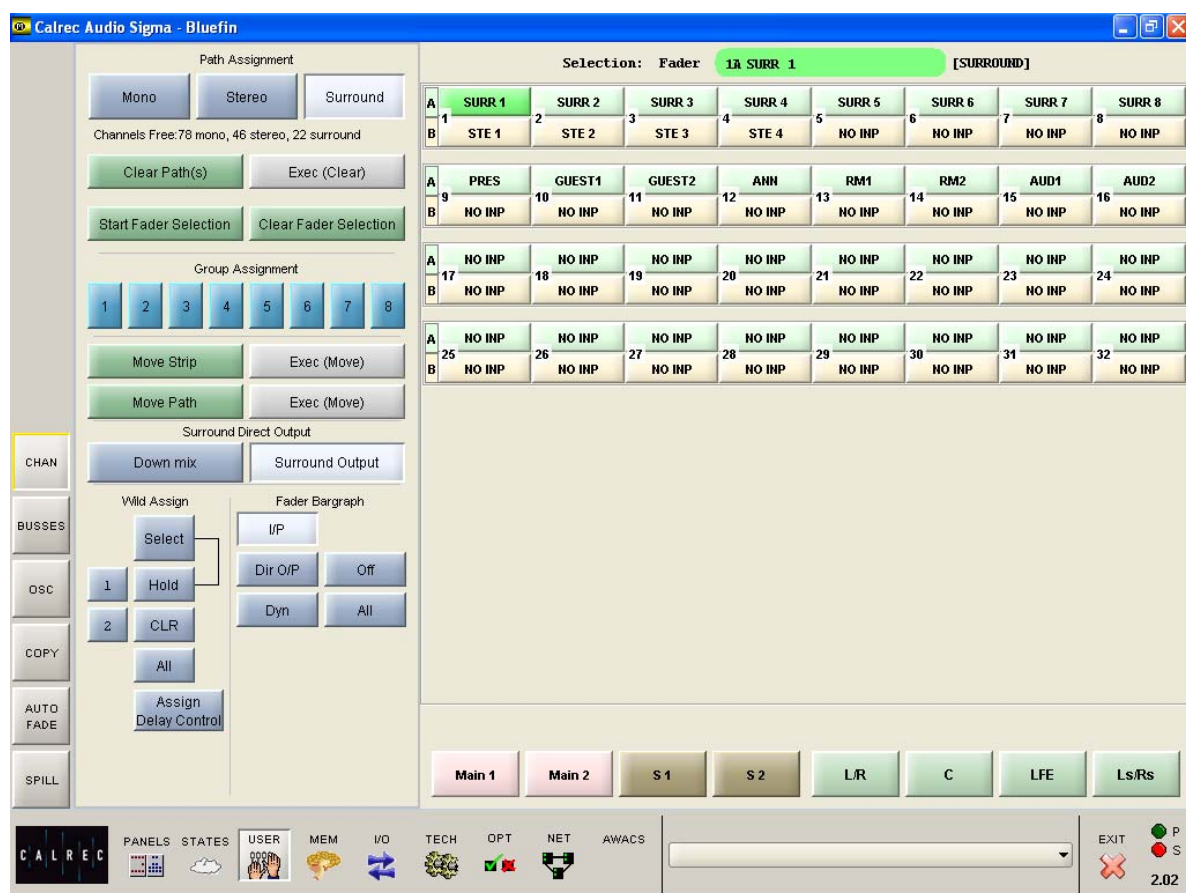 Calrec Audio Sigma - Bluefin
Path Assignment
Mono Stereo Surround
Channels Free:78 mono, 46 stereo, 22 surround
Clear Path(s) Exec (Clear)
Start Fader Selection Clear Fader Selection
Group Assignment
1 2 3 4 5 6 7 8
Move Strip Exec (Move)
Move Path Exec (Move)
Surround Direct Output
Down mix Surround Output
Wild Assign Fader Bargraph
Select I/P
1 Hold Dir O/P Off
2 CLR Dyn All
All
Assign
Delay Control
CHAN
BUSSES
OSC
COPY
AUTO
FADE
SPILL
Selection: Fader 1A SURR 1 [SURROUND]
A SURR 1 SURR 2 SURR 3 SURR 4 SURR 5 SURR 6 SURR 7 SURR 8
1 2 3 4 5 6 7 8
B STE 1 STE 2 STE 3 STE 4 NO INP NO INP NO INP NO INP
A PRES GUEST1 GUEST2 ANN RM1 RM2 AUD1 AUD2
9 10 11 12 13 14 15 16
B NO INP NO INP NO INP NO INP NO INP NO INP NO INP NO INP
A NO INP NO INP NO INP NO INP NO INP NO INP NO INP NO INP
17 18 19 20 21 22 23 24
B NO INP NO INP NO INP NO INP NO INP NO INP NO INP NO INP
A NO INP NO INP NO INP NO INP NO INP NO INP NO INP NO INP
25 26 27 28 29 30 31 32
B NO INP NO INP NO INP NO INP NO INP NO INP NO INP NO INP
Main 1 Main 2 S 1 S 2 L/R C LFE Ls/Rs
CALREC PANELS STATES USER MEM I/O TECH OPT NET AWACS EXIT P
S
2.02